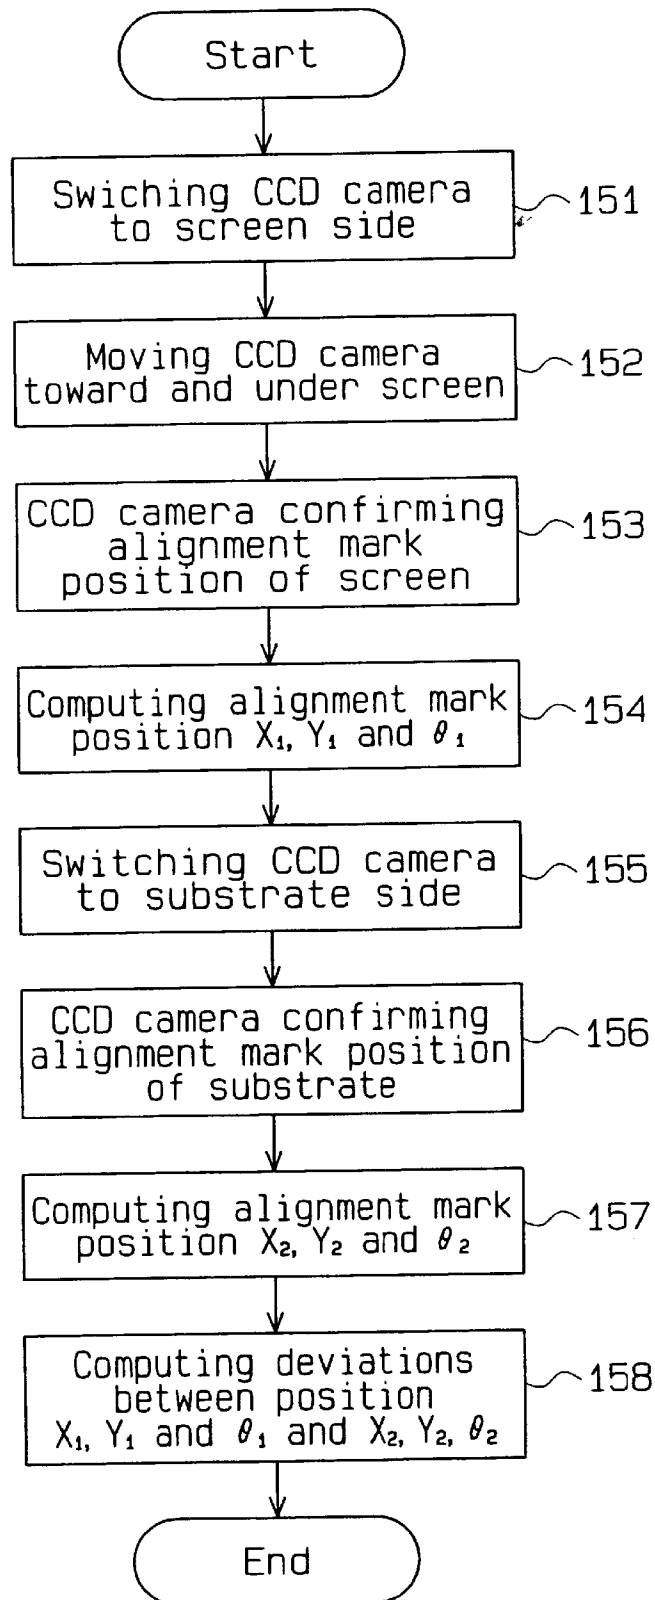 Start
Swiching CCD camera
to screen side
151
Moving CCD camera
toward and under screen
152
CCD camera confirming
alignment mark
position of screen
153
Computing alignment mark
position X₁, Y₁ and θ₁
154
Switching CCD camera
to substrate side
155
CCD camera confirming
alignment mark position
of substrate
156
Computing alignment mark
position X₂, Y₂ and θ₂
157
Computing deviations
between position
X₁, Y₁ and θ₁ and X₂, Y₂, θ₂
158
End